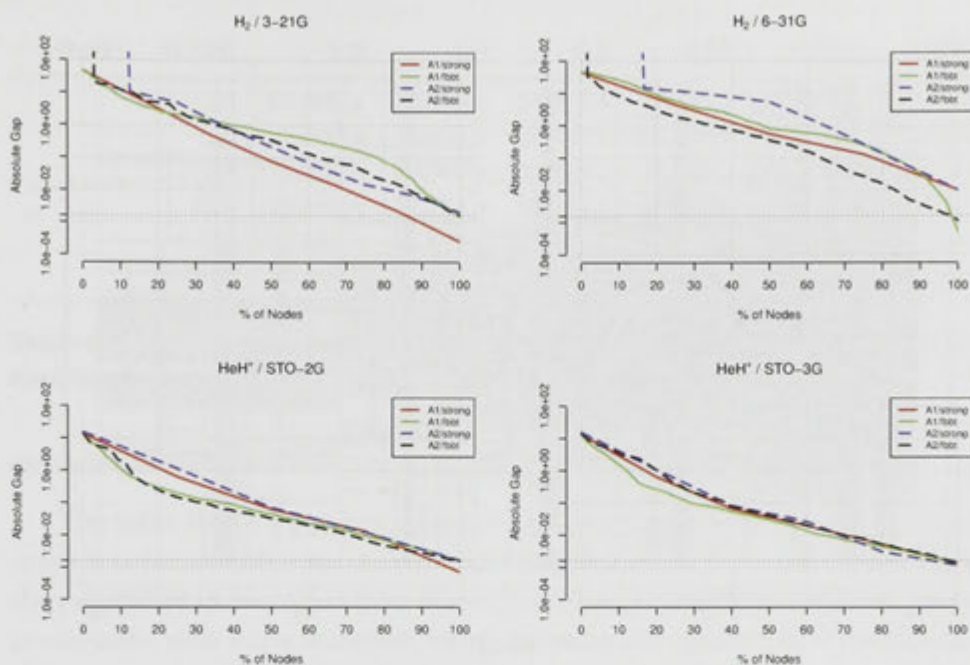 H₂ / 3−21G
Absolute Gap
1.0e+02
1.0e+00
1.0e−02
1.0e−04
A1/strong
A1/fbbt
A2/strong
A2/fbbt
0 10 20 30 40 50 60 70 80 90 100
% of Nodes
H₂ / 6−31G
Absolute Gap
1.0e+02
1.0e+00
1.0e−02
1.0e−04
A1/strong
A1/fbbt
A2/strong
A2/fbbt
0 10 20 30 40 50 60 70 80 90 100
% of Nodes
HeH⁺ / STO−2G
Absolute Gap
1.0e+02
1.0e+00
1.0e−02
1.0e−04
A1/strong
A1/fbbt
A2/strong
A2/fbbt
0 10 20 30 40 50 60 70 80 90 100
% of Nodes
HeH⁺ / STO−3G
Absolute Gap
1.0e+02
1.0e+00
1.0e−02
1.0e−04
A1/strong
A1/fbbt
A2/strong
A2/fbbt
0 10 20 30 40 50 60 70 80 90 100
% of Nodes